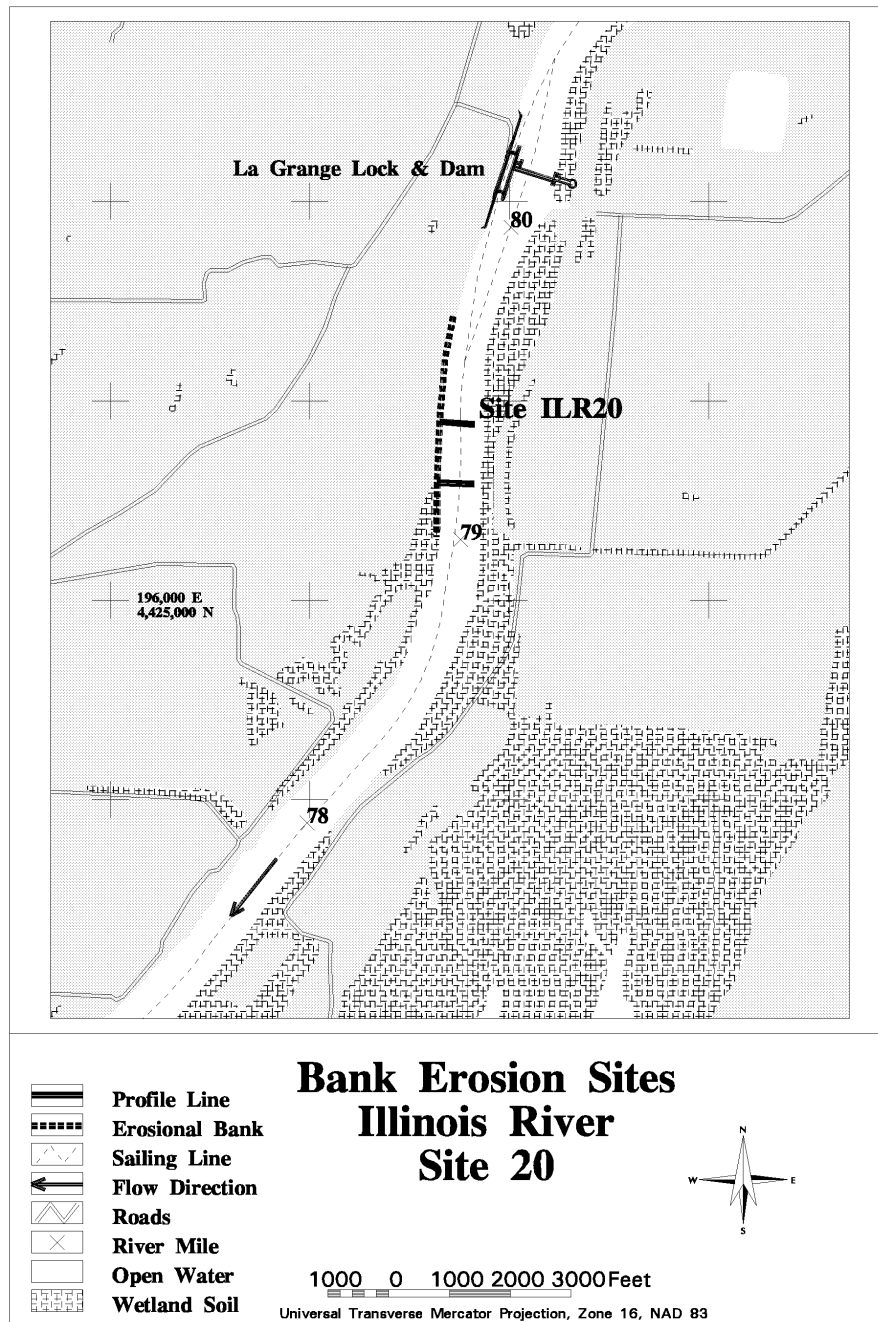 La Grange Lock & Dam
80
Site ILR20
79
196,000 E
4,425,000 N
78
Bank Erosion Sites
Illinois River
Site 20
Profile Line
Erosional Bank
Sailing Line
Flow Direction
Roads
River Mile
Open Water
Wetland Soil
N
W E
S
1000 0 1000 2000 3000 Feet
Universal Transverse Mercator Projection, Zone 16, NAD 83